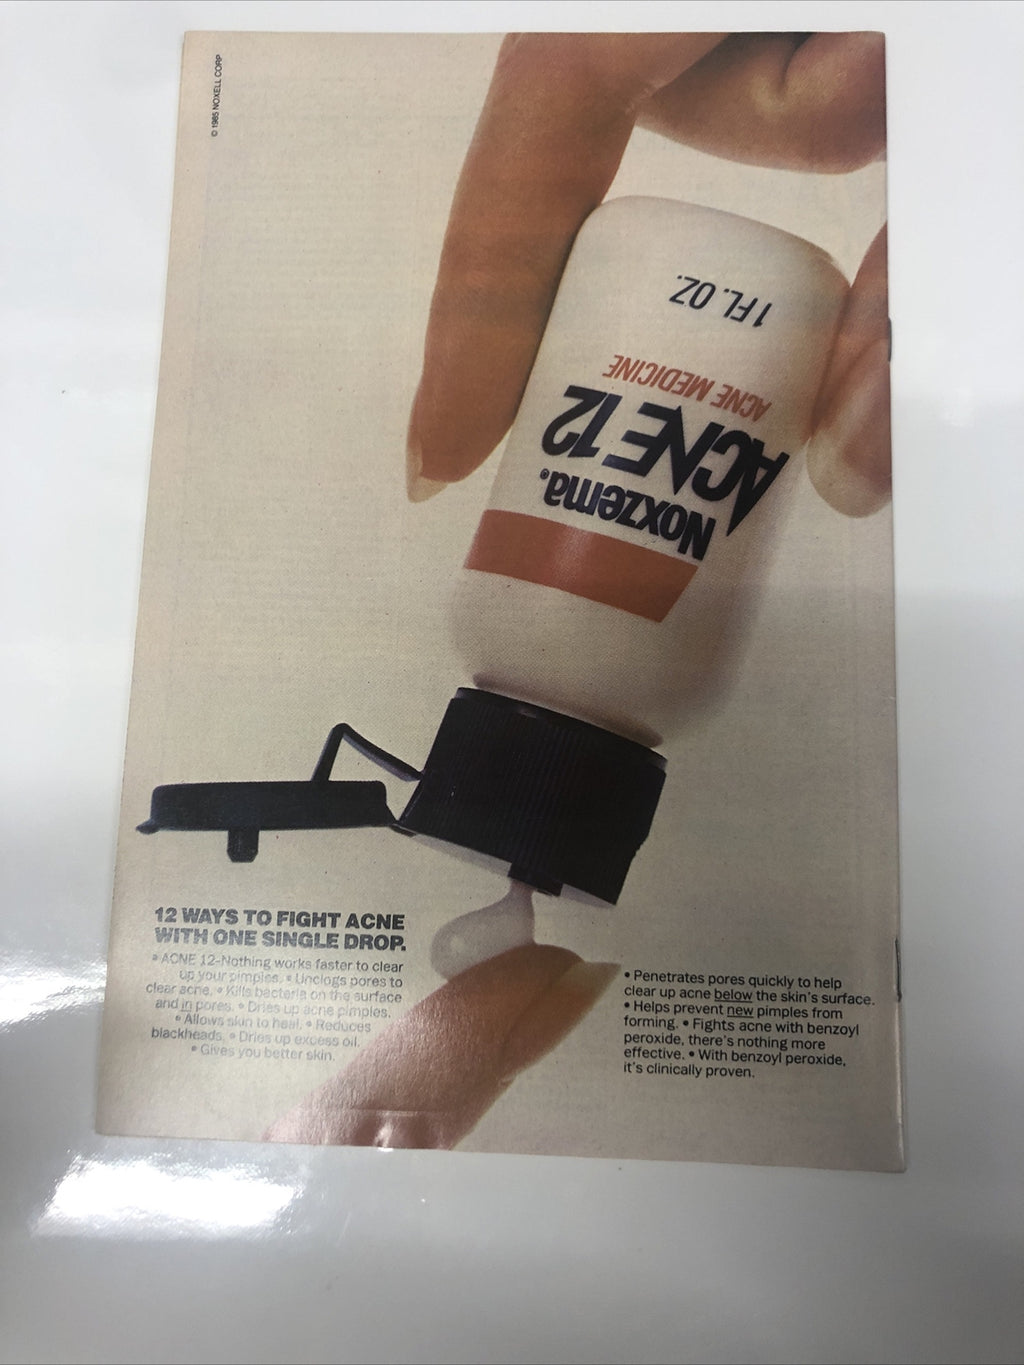 © 1985 NOXELL CORP
1 FL. OZ.
ACNE MEDICINE
ACNE 12
Noxzema®
12 WAYS TO FIGHT ACNE
WITH ONE SINGLE DROP.
• ACNE 12-Nothing works faster to clear
up your pimples. • Unclogs pores to
clear acne. • Kills bacteria on the surface
and in pores. • Dries up acne pimples.
• Allows skin to heal. • Reduces
blackheads. • Dries up excess oil.
• Gives you better skin.
• Penetrates pores quickly to help
clear up acne below the skin's surface.
• Helps prevent new pimples from
forming. • Fights acne with benzoyl
peroxide, there's nothing more
effective. • With benzoyl peroxide,
it's clinically proven.